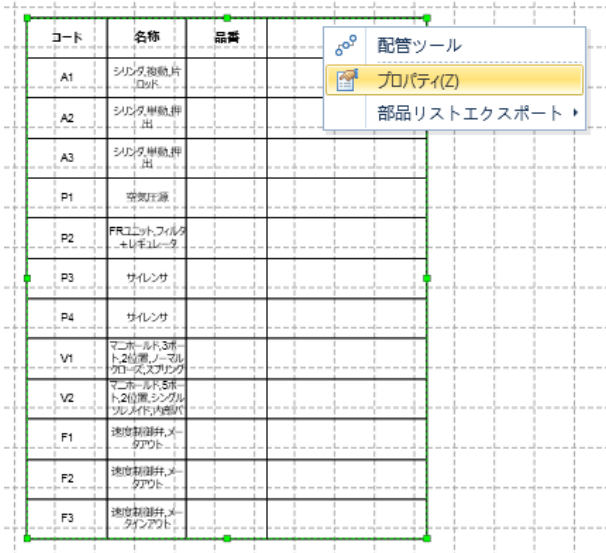 コード 名称 品番
配管ツール
プロパティ(Z)
部品リストエクスポート
A1 シリンダ,複動,片
ロッド
A2 シリンダ,単動,押
出
A3 シリンダ,単動,押
出
P1 空気圧源
P2 FRユニット,フィルタ
+レギュレータ
P3 サイレンサ
P4 サイレンサ
V1 マニホールド,3ポー
ト,2位置,ノーマル
クローズ,スプリング
V2 マニホールド,5ポー
ト,2位置,シングル
ソレノイド,内部パ
F1 速度制御弁,メー
タアウト
F2 速度制御弁,メー
タアウト
F3 速度制御弁,メー
タインアウト